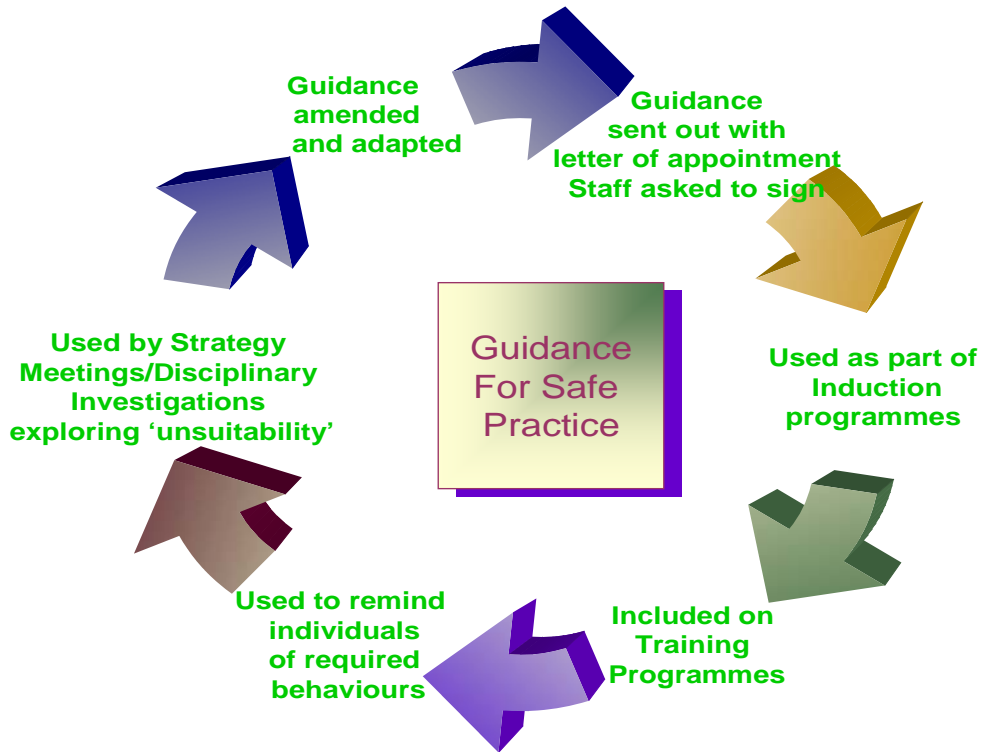 Guidance
amended
and adapted
Guidance
sent out with
letter of appointment
Staff asked to sign
Used as part of
Induction
programmes
Included on
Training
Programmes
Used to remind
individuals
of required
behaviours
Used by Strategy
Meetings/Disciplinary
Investigations
exploring ‘unsuitability’
Guidance
For Safe
Practice